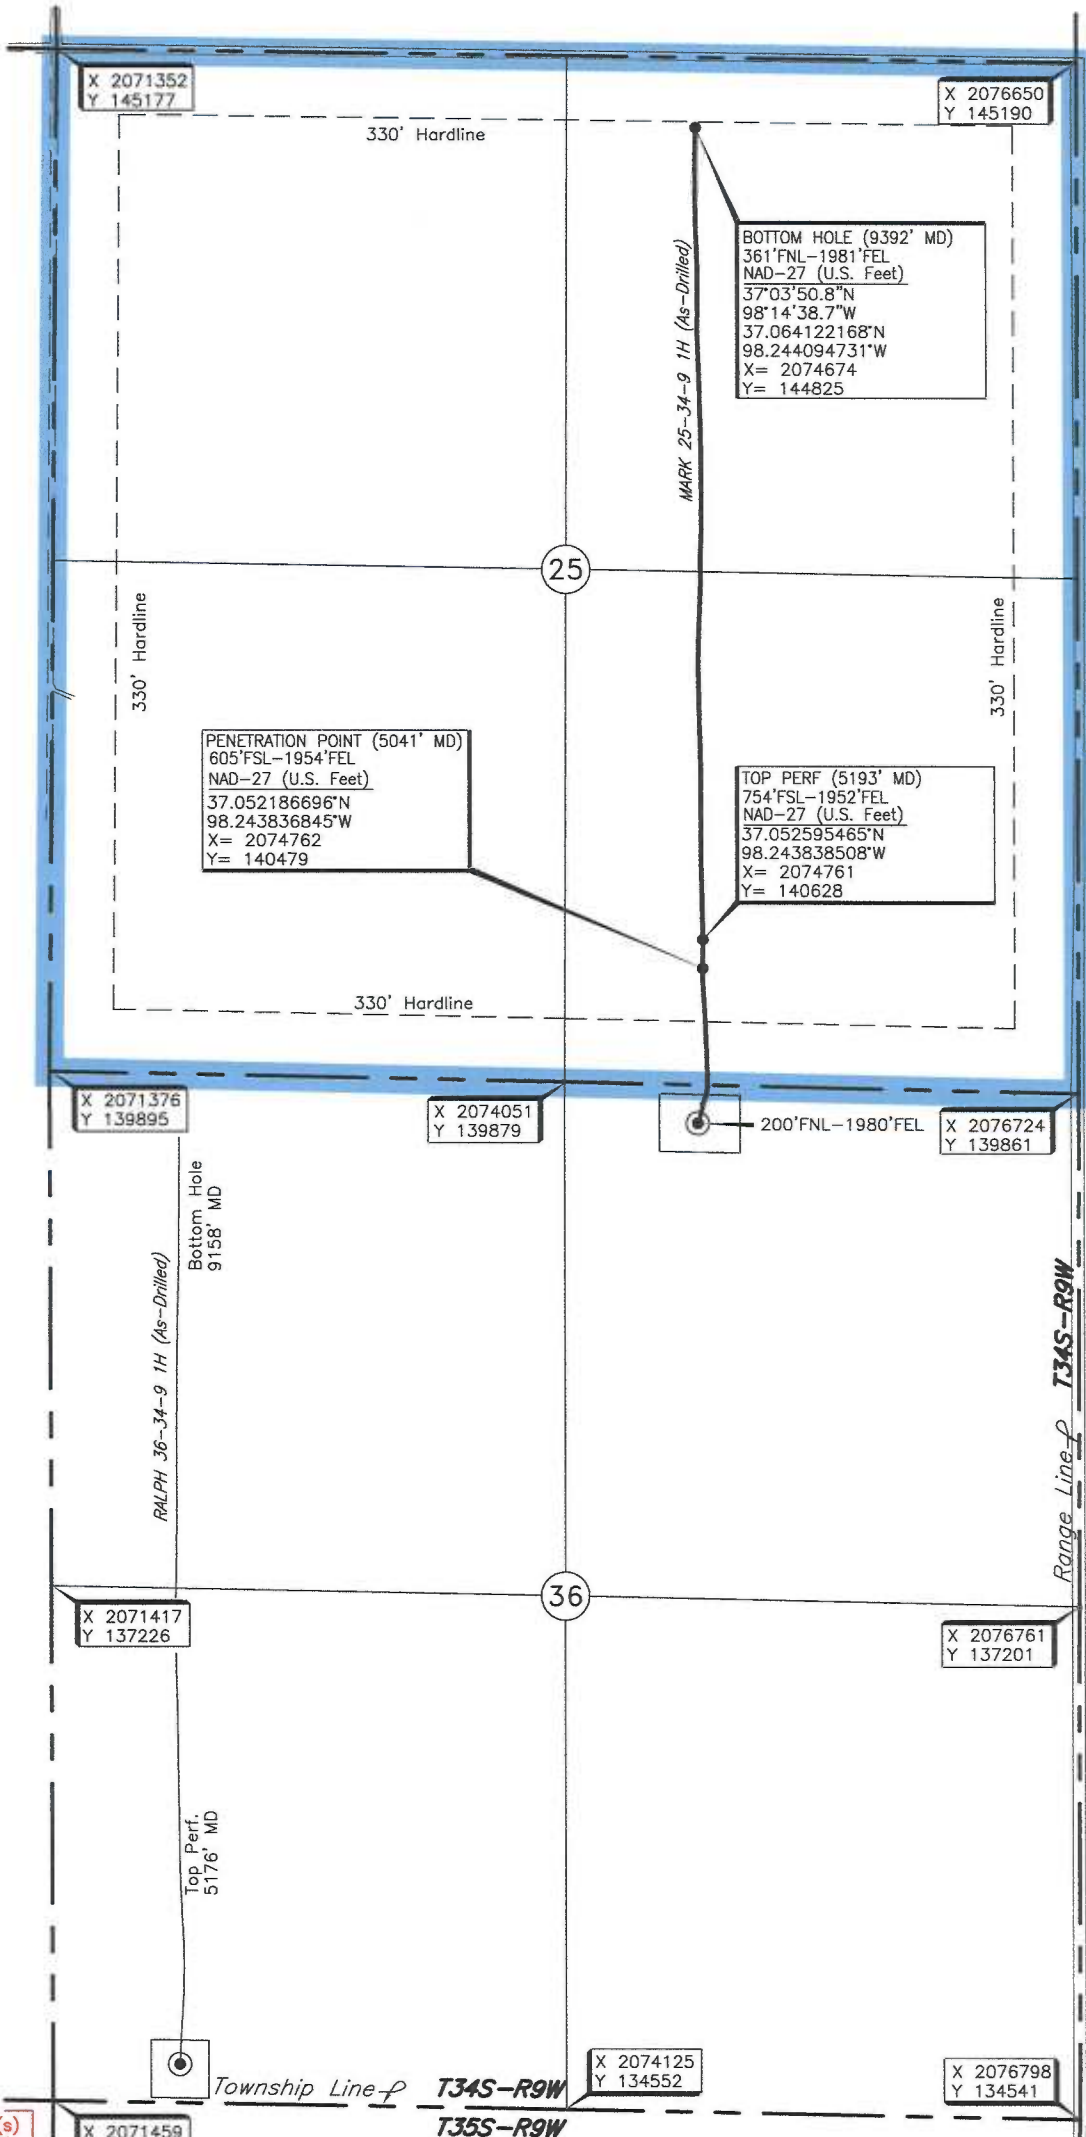 X 2071352
Y 145177
X 2076650
Y 145190
330' Hardline
BOTTOM HOLE (9392' MD)
361'FNL-1981'FEL
NAD-27 (U.S. Feet)
37°03'50.8"N
98°14'38.7"W
37.064122168°N
98.244094731°W
X= 2074674
Y= 144825
MARK 25-34-9 1H (As-Drilled)
25
330' Hardline
330' Hardline
PENETRATION POINT (5041' MD)
605'FSL-1954'FEL
NAD-27 (U.S. Feet)
37.052186696°N
98.243836845°W
X= 2074762
Y= 140479
TOP PERF (5193' MD)
754'FSL-1952'FEL
NAD-27 (U.S. Feet)
37.052595465°N
98.243838508°W
X= 2074761
Y= 140628
330' Hardline
X 2071376
Y 139895
X 2074051
Y 139879
200'FNL-1980'FEL
X 2076724
Y 139861
Bottom Hole
9158' MD
RALPH 36-34-9 1H (As-Drilled)
Range Line
T34S-R9W
36
X 2071417
Y 137226
X 2076761
Y 137201
Top Perf.
5176' MD
Township Line
T34S-R9W
X 2074125
Y 134552
X 2076798
Y 134541
(s)
X 2071459
T35S-R9W